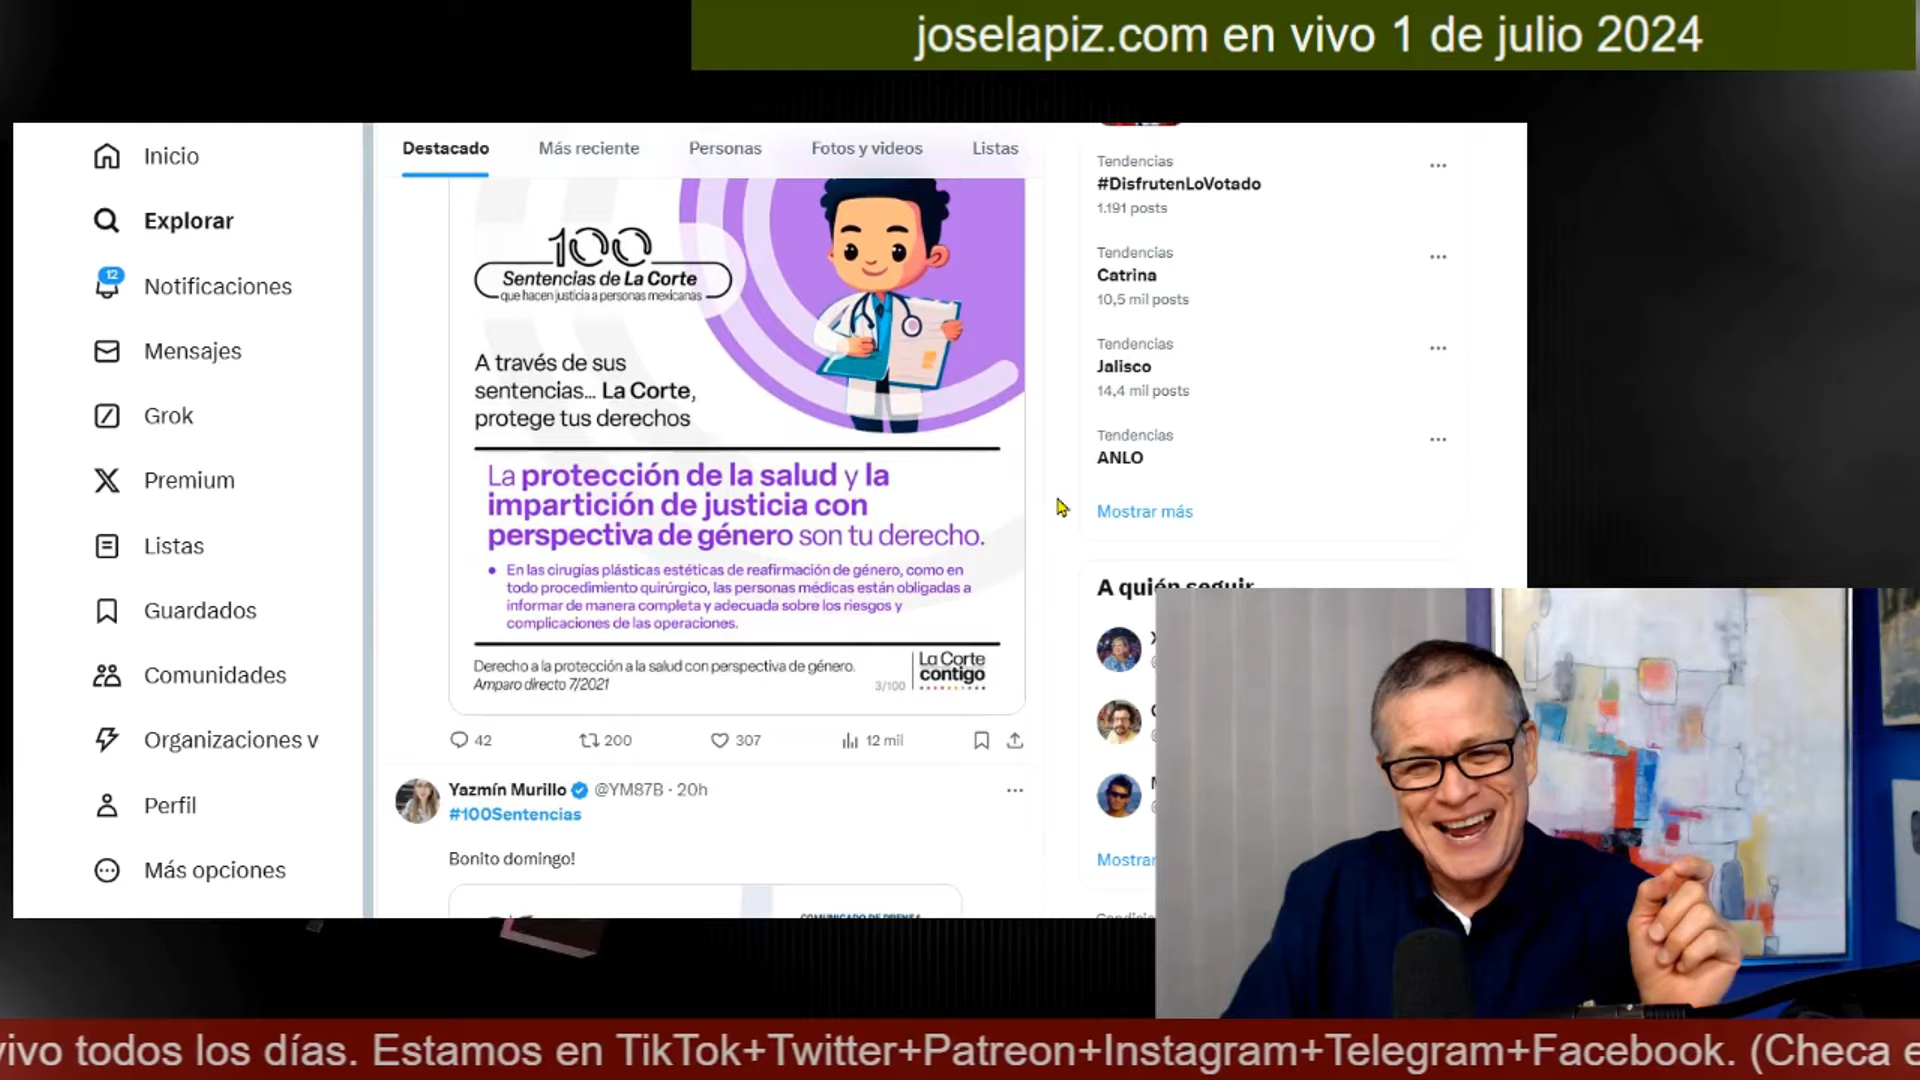 joselapiz.com en vivo 1 de julio 2024
Inicio
Explorar
12
Notificaciones
Mensajes
Grok
Premium
Listas
Guardados
Comunidades
Organizaciones v
Perfil
Más opciones
Destacado
Más reciente
Personas
Fotos y videos
Listas
100
Sentencias de La Corte
que hacen justicia a personas mexicanas
A través de sus
sentencias... La Corte,
protege tus derechos
La protección de la salud y la
impartición de justicia con
perspectiva de género son tu derecho.
• En las cirugías plásticas estéticas de reafirmación de género, como en
todo procedimiento quirúrgico, las personas médicas están obligadas a
informar de manera completa y adecuada sobre los riesgos y
complicaciones de las operaciones.
Derecho a la protección a la salud con perspectiva de género.
Amparo directo 7/2021
3/100
La Corte
contigo
42
200
307
12 mil
Yazmín Murillo @YM87B · 20h
#100Sentencias
Bonito domingo!
COMUNICADO DE PRENSA
Tendencias
#DisfrutenLoVotado
1.191 posts
Tendencias
Catrina
10,5 mil posts
Tendencias
Jalisco
14,4 mil posts
Tendencias
ANLO
Mostrar más
A quién seguir
Mostrar
vivo todos los días. Estamos en TikTok+Twitter+Patreon+Instagram+Telegram+Facebook. (Checa e